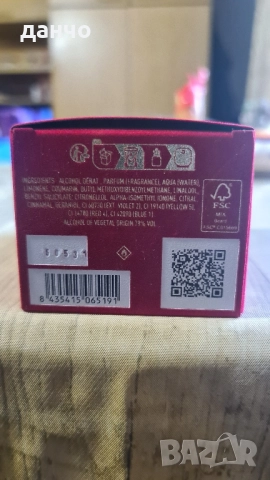 данчо
INGREDIENTS: ALCOHOL DENAT., PARFUM (FRAGRANCE), AQUA (WATER),
LIMONENE, COUMARIN, BUTYL METHOXYDIBENZOYLMETHANE, LINALOOL,
BENZYL SALICYLATE, CITRONELLOL, ALPHA-ISOMETHYL IONONE, CITRAL,
CINNAMAL, GERANIOL, CI 60730 (EXT. VIOLET 2), CI 19140 (YELLOW 5),
CI 14700 (RED 4), CI 42090 (BLUE 1).
ALCOHOL OF VEGETAL ORIGIN 79% VOL.
FSC
MIX
Board
8 435415 065191
BAZAR